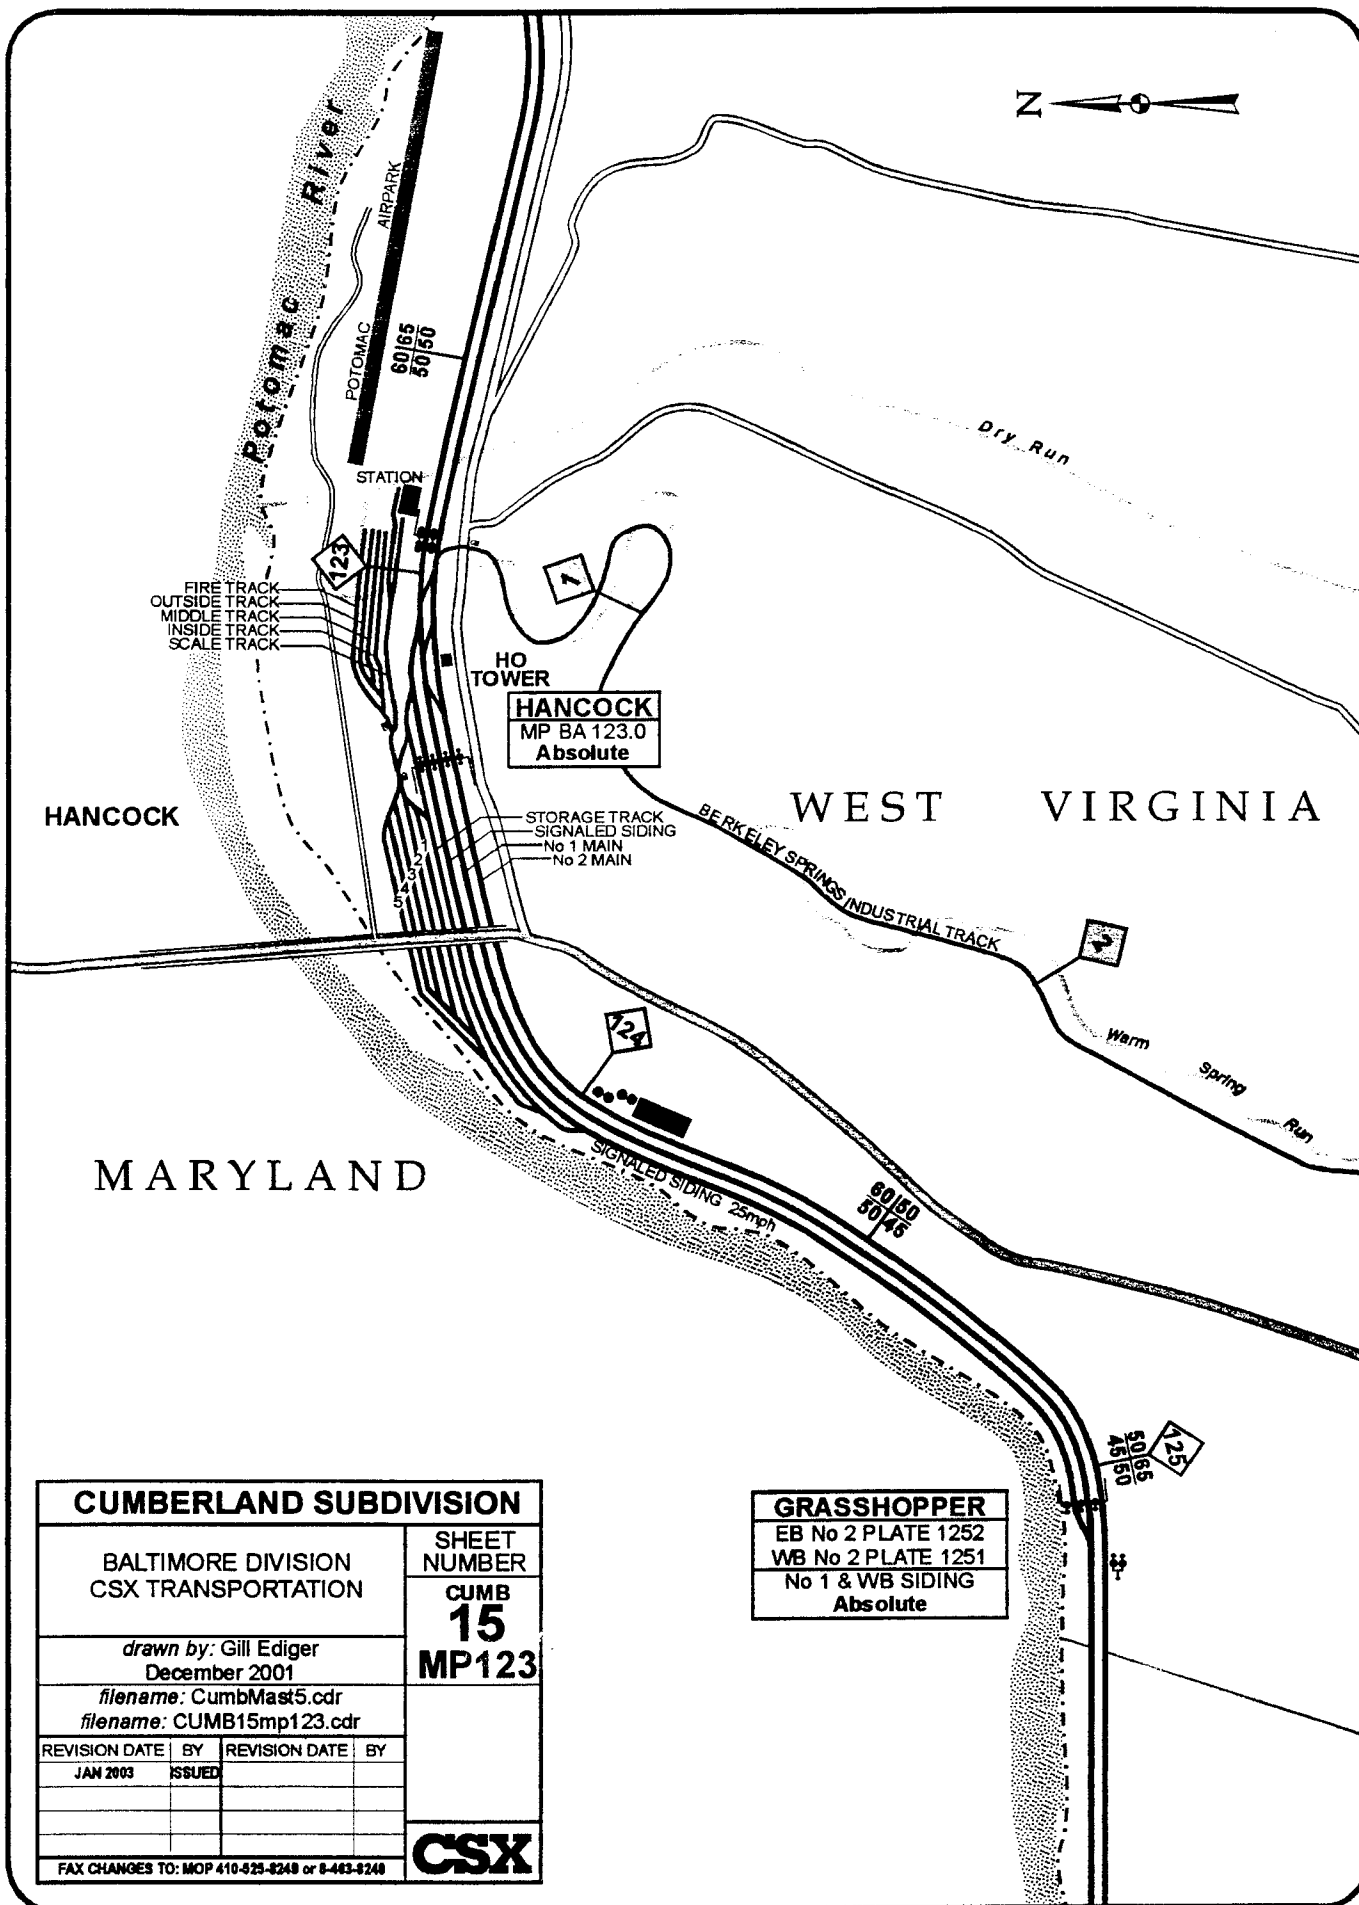 N
Potomac River
POTOMAC AIRPARK
60|65
50|50
STATION
Dry Run
123
1
FIRE TRACK
OUTSIDE TRACK
MIDDLE TRACK
INSIDE TRACK
SCALE TRACK
HO
TOWER
HANCOCK
MP BA 123.0
Absolute
HANCOCK
WEST VIRGINIA
STORAGE TRACK
SIGNALED SIDING
No 1 MAIN
No 2 MAIN
1
2
3
4
5
BERKELEY SPRINGS INDUSTRIAL TRACK
2
Warm Spring Run
124
MARYLAND
SIGNALED SIDING 25mph
60|50
50|45
50|65
45|50
125
GRASSHOPPER
EB No 2 PLATE 1252
WB No 2 PLATE 1251
No 1 & WB SIDING
Absolute
CUMBERLAND SUBDIVISION
BALTIMORE DIVISION
CSX TRANSPORTATION
SHEET
NUMBER
CUMB
15
MP123
drawn by: Gill Ediger
December 2001
filename: CumbMast5.cdr
filename: CUMB15mp123.cdr
REVISION DATE BY REVISION DATE BY
JAN 2003 ISSUED
FAX CHANGES TO: MOP 410-525-8248 or 8-463-8248
CSX